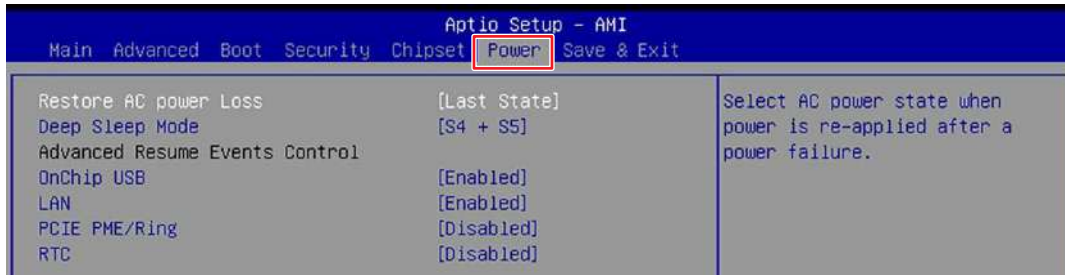 Aptio Setup - AMI
Main Advanced Boot Security Chipset Power Save & Exit
Restore AC power Loss [Last State]
Deep Sleep Mode [S4 + S5]
Advanced Resume Events Control
OnChip USB [Enabled]
LAN [Enabled]
PCIE PME/Ring [Disabled]
RTC [Disabled]
Select AC power state when
power is re-applied after a
power failure.